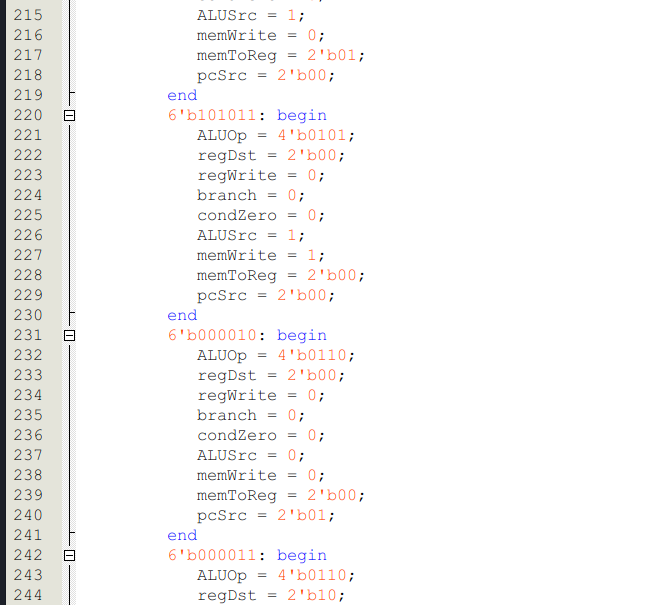 215 ALUSrc = 1;
216 memWrite = 0;
217 memToReg = 2'b01;
218 pcSrc = 2'b00;
219 end
220 6'b101011: begin
221 ALUOp = 4'b0101;
222 regDst = 2'b00;
223 regWrite = 0;
224 branch = 0;
225 condZero = 0;
226 ALUSrc = 1;
227 memWrite = 1;
228 memToReg = 2'b00;
229 pcSrc = 2'b00;
230 end
231 6'b000010: begin
232 ALUOp = 4'b0110;
233 regDst = 2'b00;
234 regWrite = 0;
235 branch = 0;
236 condZero = 0;
237 ALUSrc = 0;
238 memWrite = 0;
239 memToReg = 2'b00;
240 pcSrc = 2'b01;
241 end
242 6'b000011: begin
243 ALUOp = 4'b0110;
244 regDst = 2'b10;